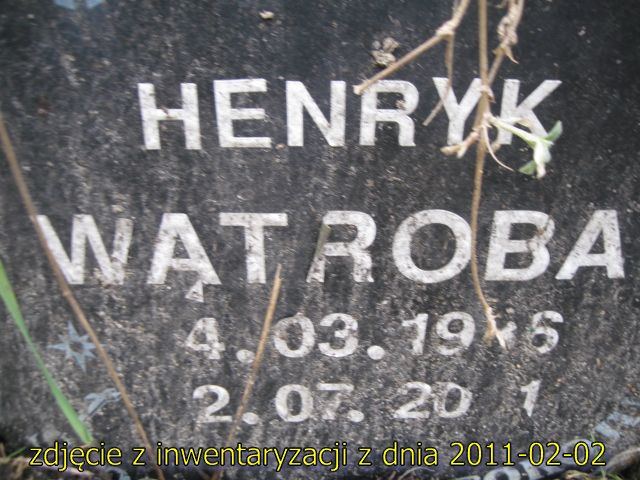 HENRYK
WĄTROBA
4.03.
2.07.
zdjęcie z inwentaryzacji z dnia 2011-02-02